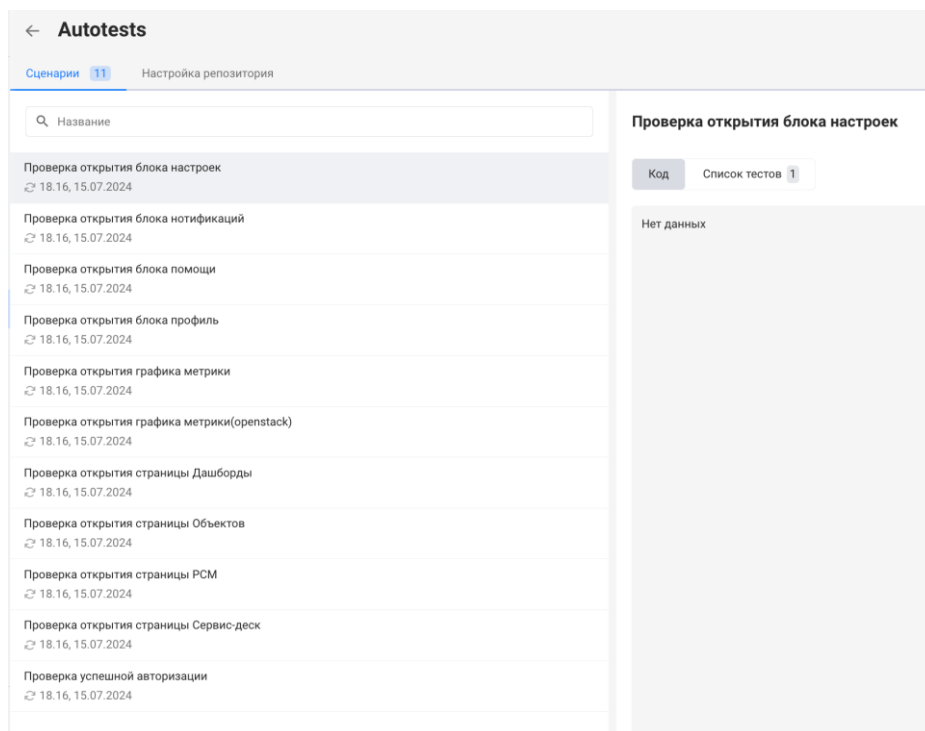 Autotests
Сценарии 11 Настройка репозитория
Название
Проверка открытия блока настроек
18.16, 15.07.2024
Проверка открытия блока нотификаций
18.16, 15.07.2024
Проверка открытия блока помощи
18.16, 15.07.2024
Проверка открытия блока профиль
18.16, 15.07.2024
Проверка открытия графика метрики
18.16, 15.07.2024
Проверка открытия графика метрики(openstack)
18.16, 15.07.2024
Проверка открытия страницы Дашборды
18.16, 15.07.2024
Проверка открытия страницы Объектов
18.16, 15.07.2024
Проверка открытия страницы РСМ
18.16, 15.07.2024
Проверка открытия страницы Сервис-деск
18.16, 15.07.2024
Проверка успешной авторизации
18.16, 15.07.2024
Проверка открытия блока настроек
Код Список тестов 1
Нет данных